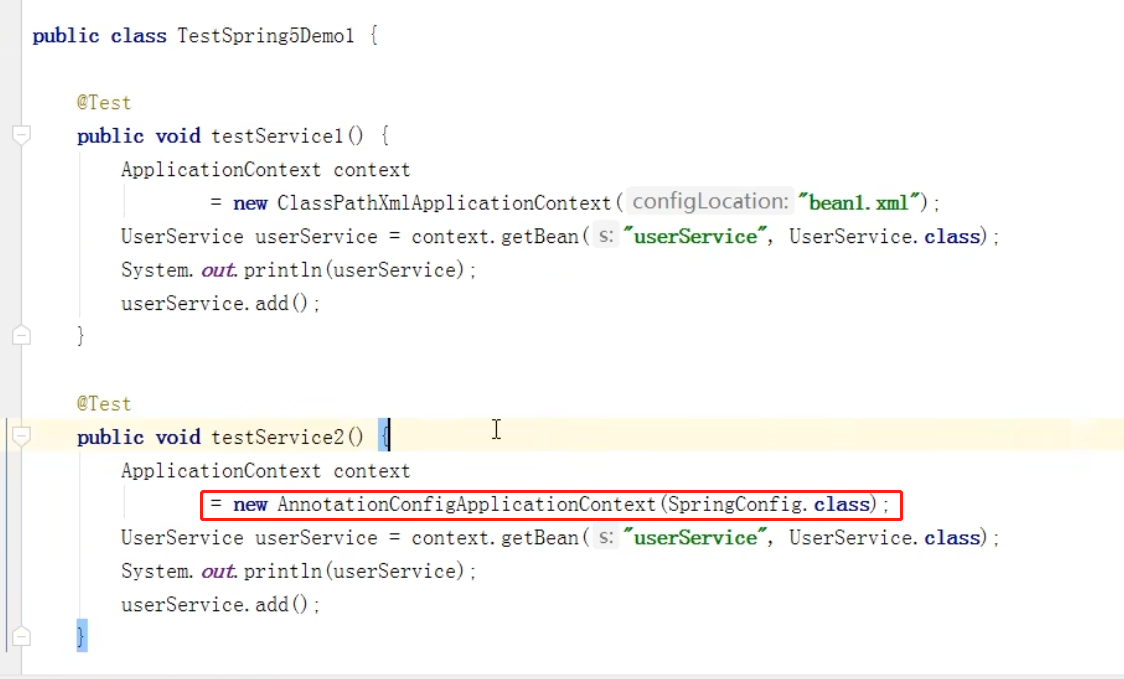 public class TestSpring5Demo1 {
@Test
public void testService1() {
ApplicationContext context
= new ClassPathXmlApplicationContext( configLocation: "bean1.xml");
UserService userService = context.getBean( s: "userService", UserService.class);
System.out.println(userService);
userService.add();
}
@Test
public void testService2() {
ApplicationContext context
= new AnnotationConfigApplicationContext(SpringConfig.class);
UserService userService = context.getBean( s: "userService", UserService.class);
System.out.println(userService);
userService.add();
}